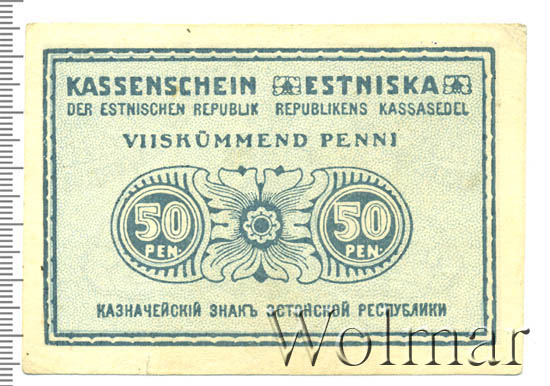 KASSENSCHEIN ESTNISKA
DER ESTNISCHEN REPUBLIK REPUBLIKENS KASSASEDEL
VIISKÜMMEND PENNI
50 PEN. 50 PEN.
КАЗНАЧЕЙСКІЙ ЗНАКЪ ЭСТОНСКОЙ РЕСПУБЛИКИ
Wolmar